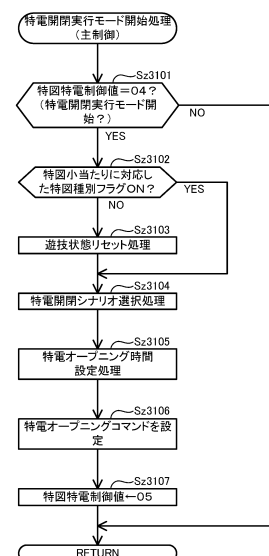 特電開閉実行モード開始処理
(主制御)
Sz3101
特図特電制御値=04?
(特電開閉実行モード開
始?)
NO
YES
Sz3102
特図小当たりに対応し
た特図種別フラグON?
YES
NO
Sz3103
遊技状態リセット処理
Sz3104
特電開閉シナリオ選択処理
Sz3105
特電オープニング時間
設定処理
Sz3106
特電オープニングコマンドを設
定
Sz3107
特図特電制御値←05
RETURN